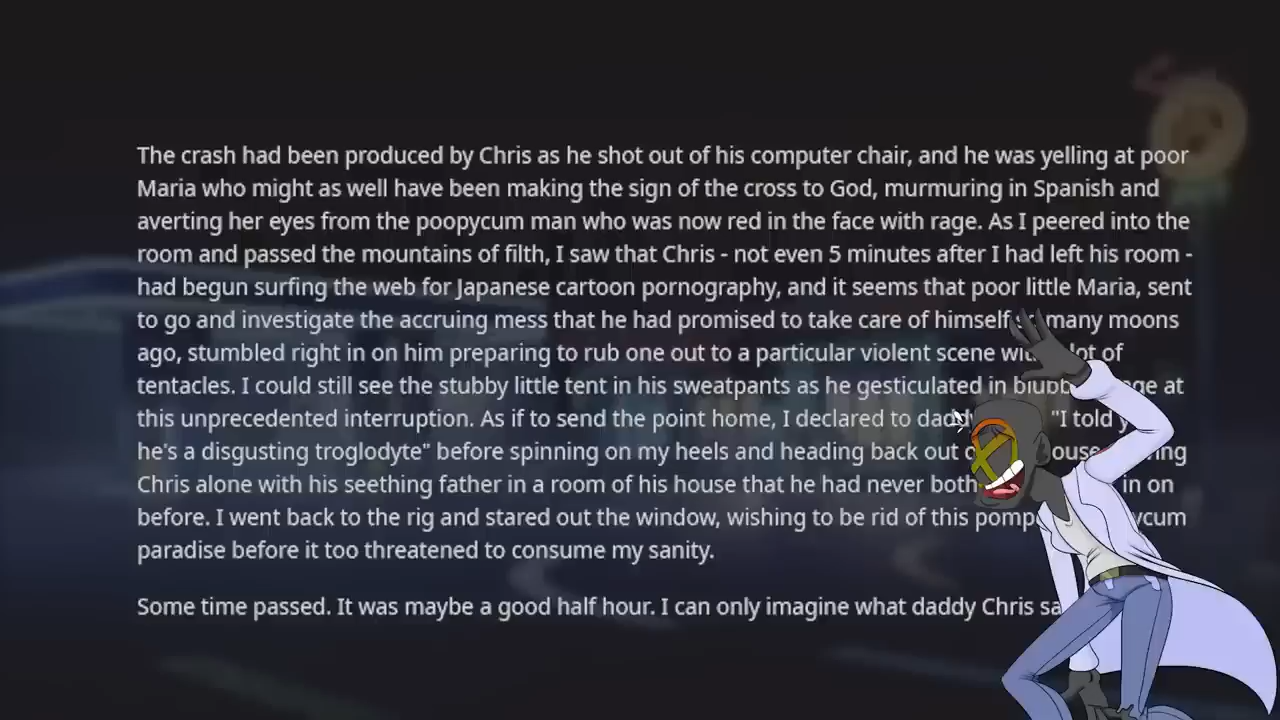 The crash had been produced by Chris as he shot out of his computer chair, and he was yelling at poor
Maria who might as well have been making the sign of the cross to God, murmuring in Spanish and
averting her eyes from the poopycum man who was now red in the face with rage. As I peered into the
room and passed the mountains of filth, I saw that Chris - not even 5 minutes after I had left his room -
had begun surfing the web for Japanese cartoon pornography, and it seems that poor little Maria, sent
to go and investigate the accruing mess that he had promised to take care of himself many moons
ago, stumbled right in on him preparing to rub one out to a particular violent scene lot of
tentacles. I could still see the stubby little tent in his sweatpants as he gesticulated in at
this unprecedented interruption. As if to send the point home, I declared to "I told
he's a disgusting troglodyte" before spinning on my heels and heading back out
Chris alone with his seething father in a room of his house that he had never in on
before. I went back to the rig and stared out the window, wishing to be rid of this
paradise before it too threatened to consume my sanity.
Some time passed. It was maybe a good half hour. I can only imagine what daddy Chris